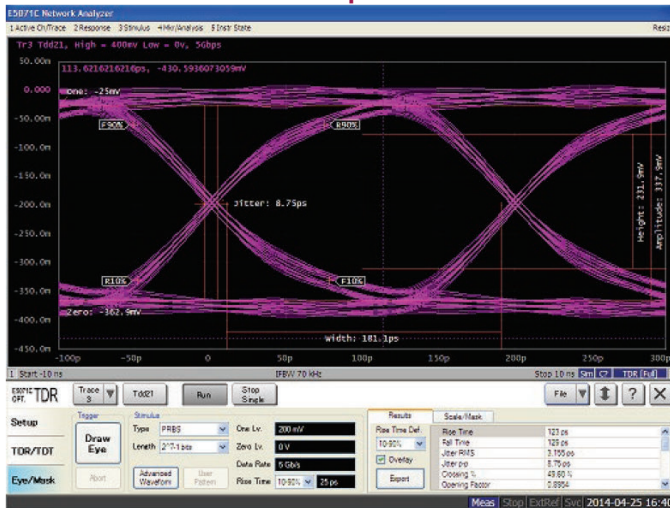 E5071C Network Analyzer
1 Active Ch/Trace 2 Response 3 Stimulus 4 Mkr/Analysis 5 Instr State
Tr3 Tdd21, High = 400mV Low = 0V, 5Gbps
50.00m
113.6216216216ps, -430.5936073059mV
0.000
One: -25mV
-50.00m
F90%
R90%
-100.0m
-150.0m
-200.0m
Jitter: 8.75ps
Height: 231.9mV
Amplitude: 337.9mV
-250.0m
-300.0m
R10%
F10%
-350.0m
Zero: -362.9mV
-400.0m
Width: 181.1ps
-450.0m
-100p -50p 0 50p 100p 150p 200p 250p 300p
1 Start -10 ns IFBW 70 kHz Stop 10 ns Sim C? TDR [Full]
E5071C OPT. TDR Trace 3 Tdd21 Run Stop Single File ?
Setup
TDR/TDT
Eye/Mask
Trigger
Draw Eye
Abort
Stimulus
Type PRBS One Lv. 200 mV
Length 2^7-1 bits Zero Lv. 0 V
Data Rate 5 Gb/s
Advanced Waveform User Pattern Rise Time 10-90% 25 ps
Results Scale/Mask
Rise Time Def.
10-90%
Overlay
Export
Rise Time 123 ps
Fall Time 129 ps
Jitter RMS 3.155 ps
Jitter p-p 8.75 ps
Crossing % 49.60 %
Opening Factor 0.8954
Meas Stop ExtRef Svc 2014-04-25 16:40